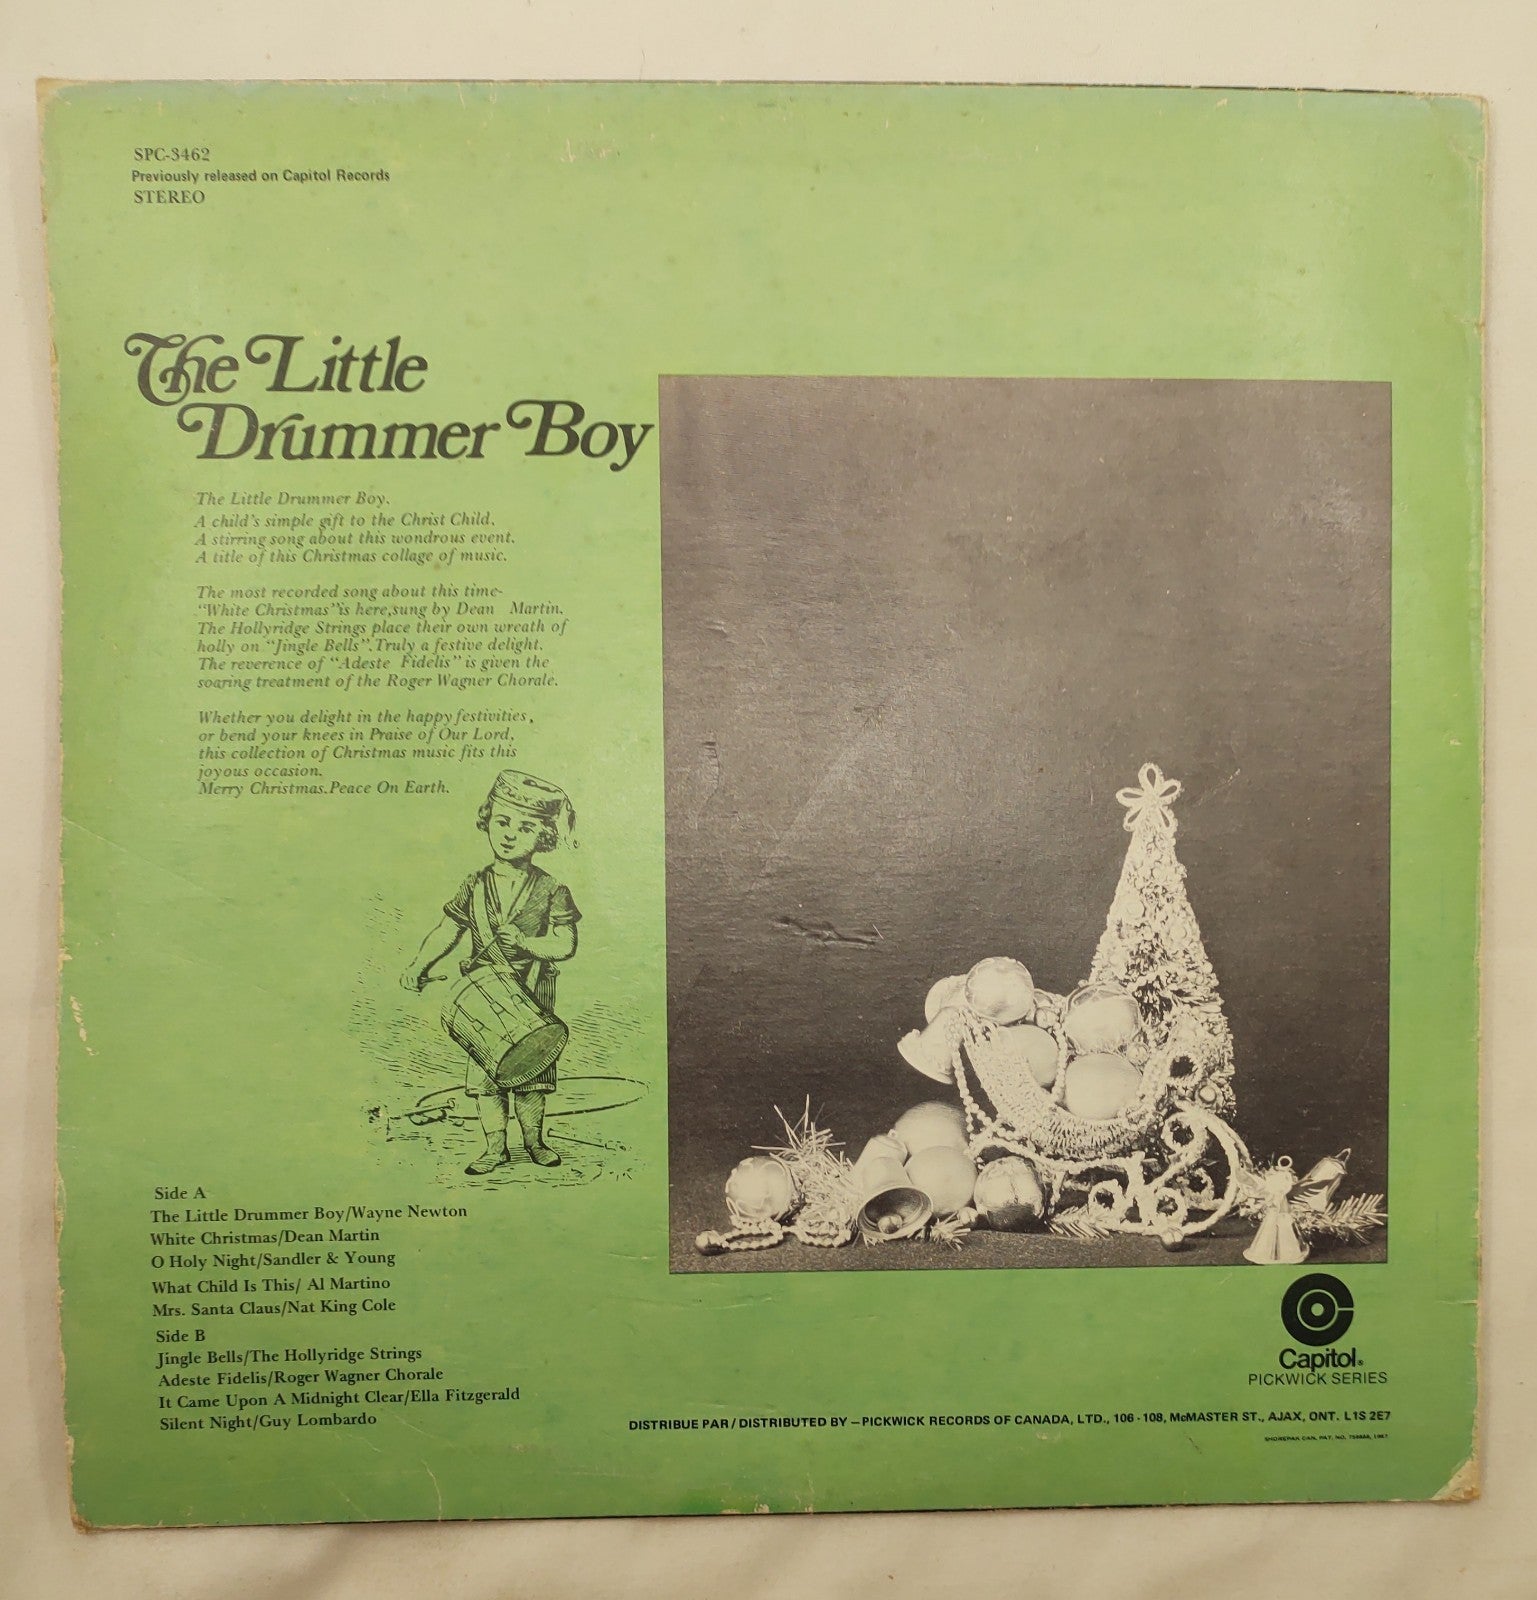 SPC-3462
Previously released on Capitol Records
STEREO
The Little
Drummer Boy
The Little Drummer Boy.
A child's simple gift to the Christ Child.
A stirring song about this wondrous event.
A title of this Christmas collage of music.
The most recorded song about this time-
"White Christmas"is here,sung by Dean Martin.
The Hollyridge Strings place their own wreath of
holly on "Jingle Bells".Truly a festive delight.
The reverence of "Adeste Fidelis" is given the
soaring treatment of the Roger Wagner Chorale.
Whether you delight in the happy festivities,
or bend your knees in Praise of Our Lord,
this collection of Christmas music fits this
joyous occasion.
Merry Christmas.Peace On Earth.
Side A
The Little Drummer Boy/Wayne Newton
White Christmas/Dean Martin
O Holy Night/Sandler & Young
What Child Is This/ Al Martino
Mrs. Santa Claus/Nat King Cole
Side B
Jingle Bells/The Hollyridge Strings
Adeste Fidelis/Roger Wagner Chorale
It Came Upon A Midnight Clear/Ella Fitzgerald
Silent Night/Guy Lombardo
Capitol®
PICKWICK SERIES
DISTRIBUE PAR / DISTRIBUTED BY — PICKWICK RECORDS OF CANADA, LTD., 106 - 108, McMASTER ST., AJAX, ONT. L1S 2E7
SHOREPAK CAN. PAT. NO.